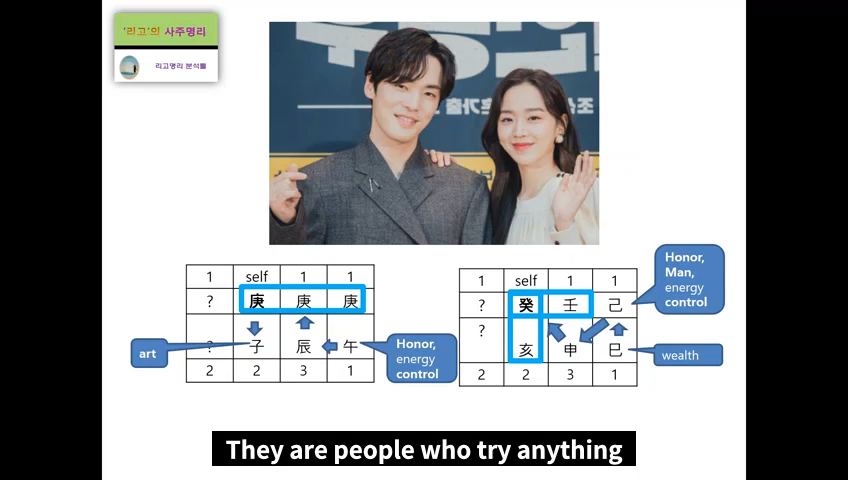 '리고'의 사주명리
리고명리 분석틀
1 self 1 1
? 庚 庚 庚
? 子 辰 午
2 2 3 1
art
Honor,
energy
control
1 self 1 1
? 癸 壬 己
?
亥 申 巳
2 2 3 1
Honor,
Man,
energy
control
wealth
They are people who try anything